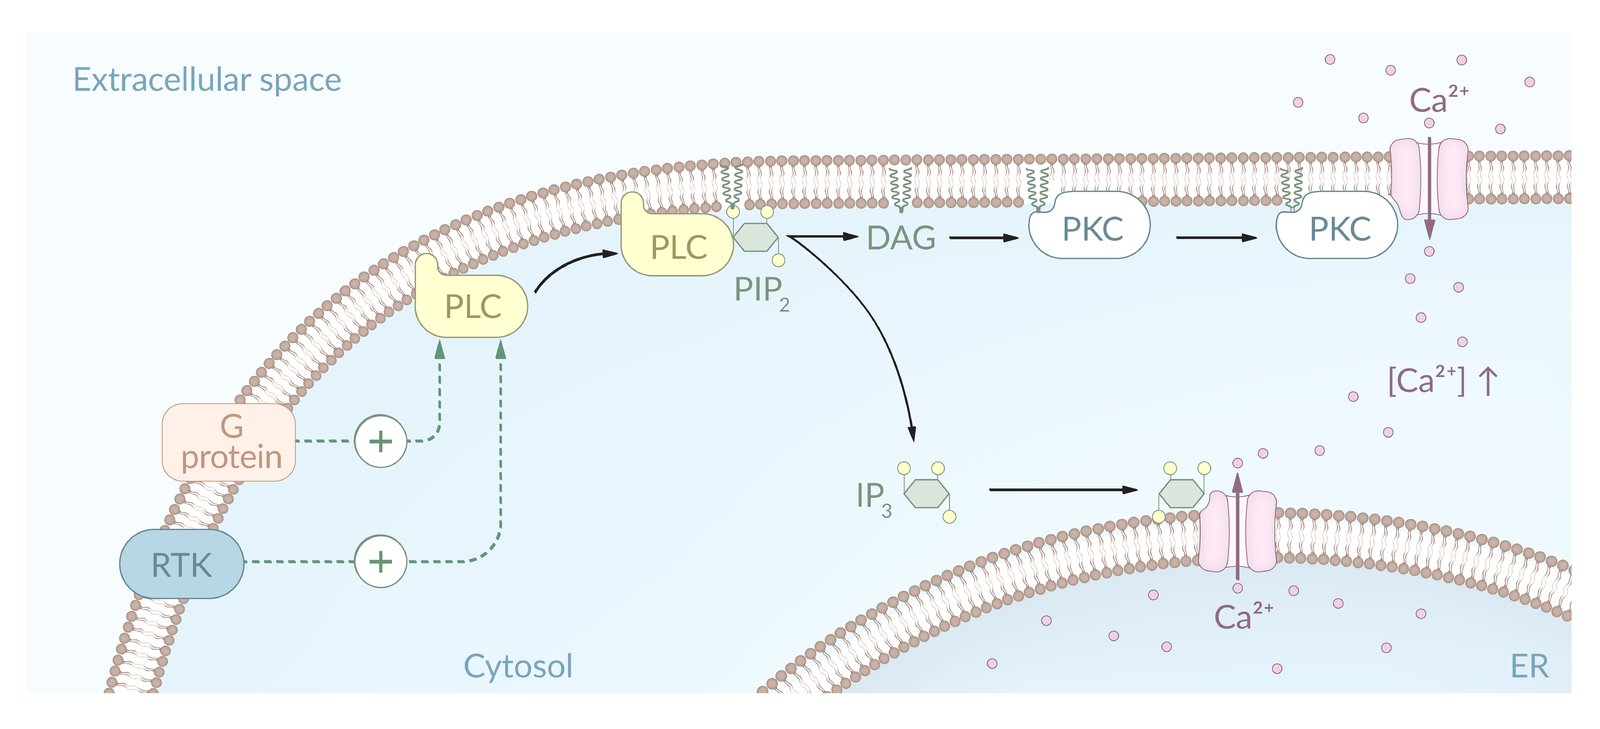 Extracellular space
Ca²⁺
PLC
PIP₂
DAG
PKC
PKC
PLC
[Ca²⁺] ↑
G
protein
+
IP₃
RTK
+
Ca²⁺
Cytosol
ER